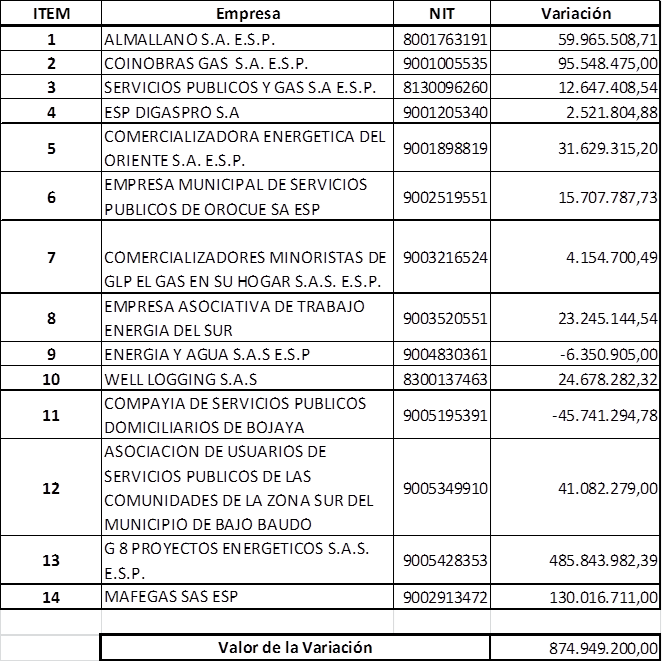 ITEM Empresa NIT Variación
1 ALMALLANO S.A. E.S.P. 8001763191 59.965.508,71
2 COINOBRAS GAS S.A. E.S.P. 9001005535 95.548.475,00
3 SERVICIOS PUBLICOS Y GAS S.A E.S.P. 8130096260 12.647.408,54
4 ESP DIGASPRO S.A 9001205340 2.521.804,88
5 COMERCIALIZADORA ENERGETICA DEL 9001898819 31.629.315,20
ORIENTE S.A. E.S.P.
6 EMPRESA MUNICIPAL DE SERVICIOS 9002519551 15.707.787,73
PUBLICOS DE OROCUE SA ESP
7 COMERCIALIZADORES MINORISTAS DE 9003216524 4.154.700,49
GLP EL GAS EN SU HOGAR S.A.S. E.S.P.
8 EMPRESA ASOCIATIVA DE TRABAJO 9003520551 23.245.144,54
ENERGIA DEL SUR
9 ENERGIA Y AGUA S.A.S E.S.P 9004830361 -6.350.905,00
10 WELL LOGGING S.A.S 8300137463 24.678.282,32
11 COMPAYIA DE SERVICIOS PUBLICOS 9005195391 -45.741.294,78
DOMICILIARIOS DE BOJAYA
12 ASOCIACION DE USUARIOS DE 9005349910 41.082.279,00
SERVICIOS PUBLICOS DE LAS
COMUNIDADES DE LA ZONA SUR DEL
MUNICIPIO DE BAJO BAUDO
13 G 8 PROYECTOS ENERGETICOS S.A.S. 9005428353 485.843.982,39
E.S.P.
14 MAFEGAS SAS ESP 9002913472 130.016.711,00
Valor de la Variación 874.949.200,00